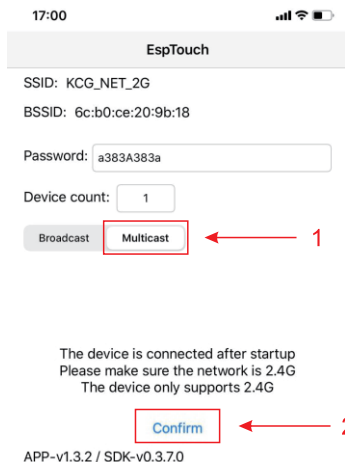 17:00
EspTouch
SSID: KCG_NET_2G
BSSID: 6c:b0:ce:20:9b:18
Password: a383A383a
Device count: 1
Broadcast Multicast 1
The device is connected after startup
Please make sure the network is 2.4G
The device only supports 2.4G
Confirm 2
APP-v1.3.2 / SDK-v0.3.7.0